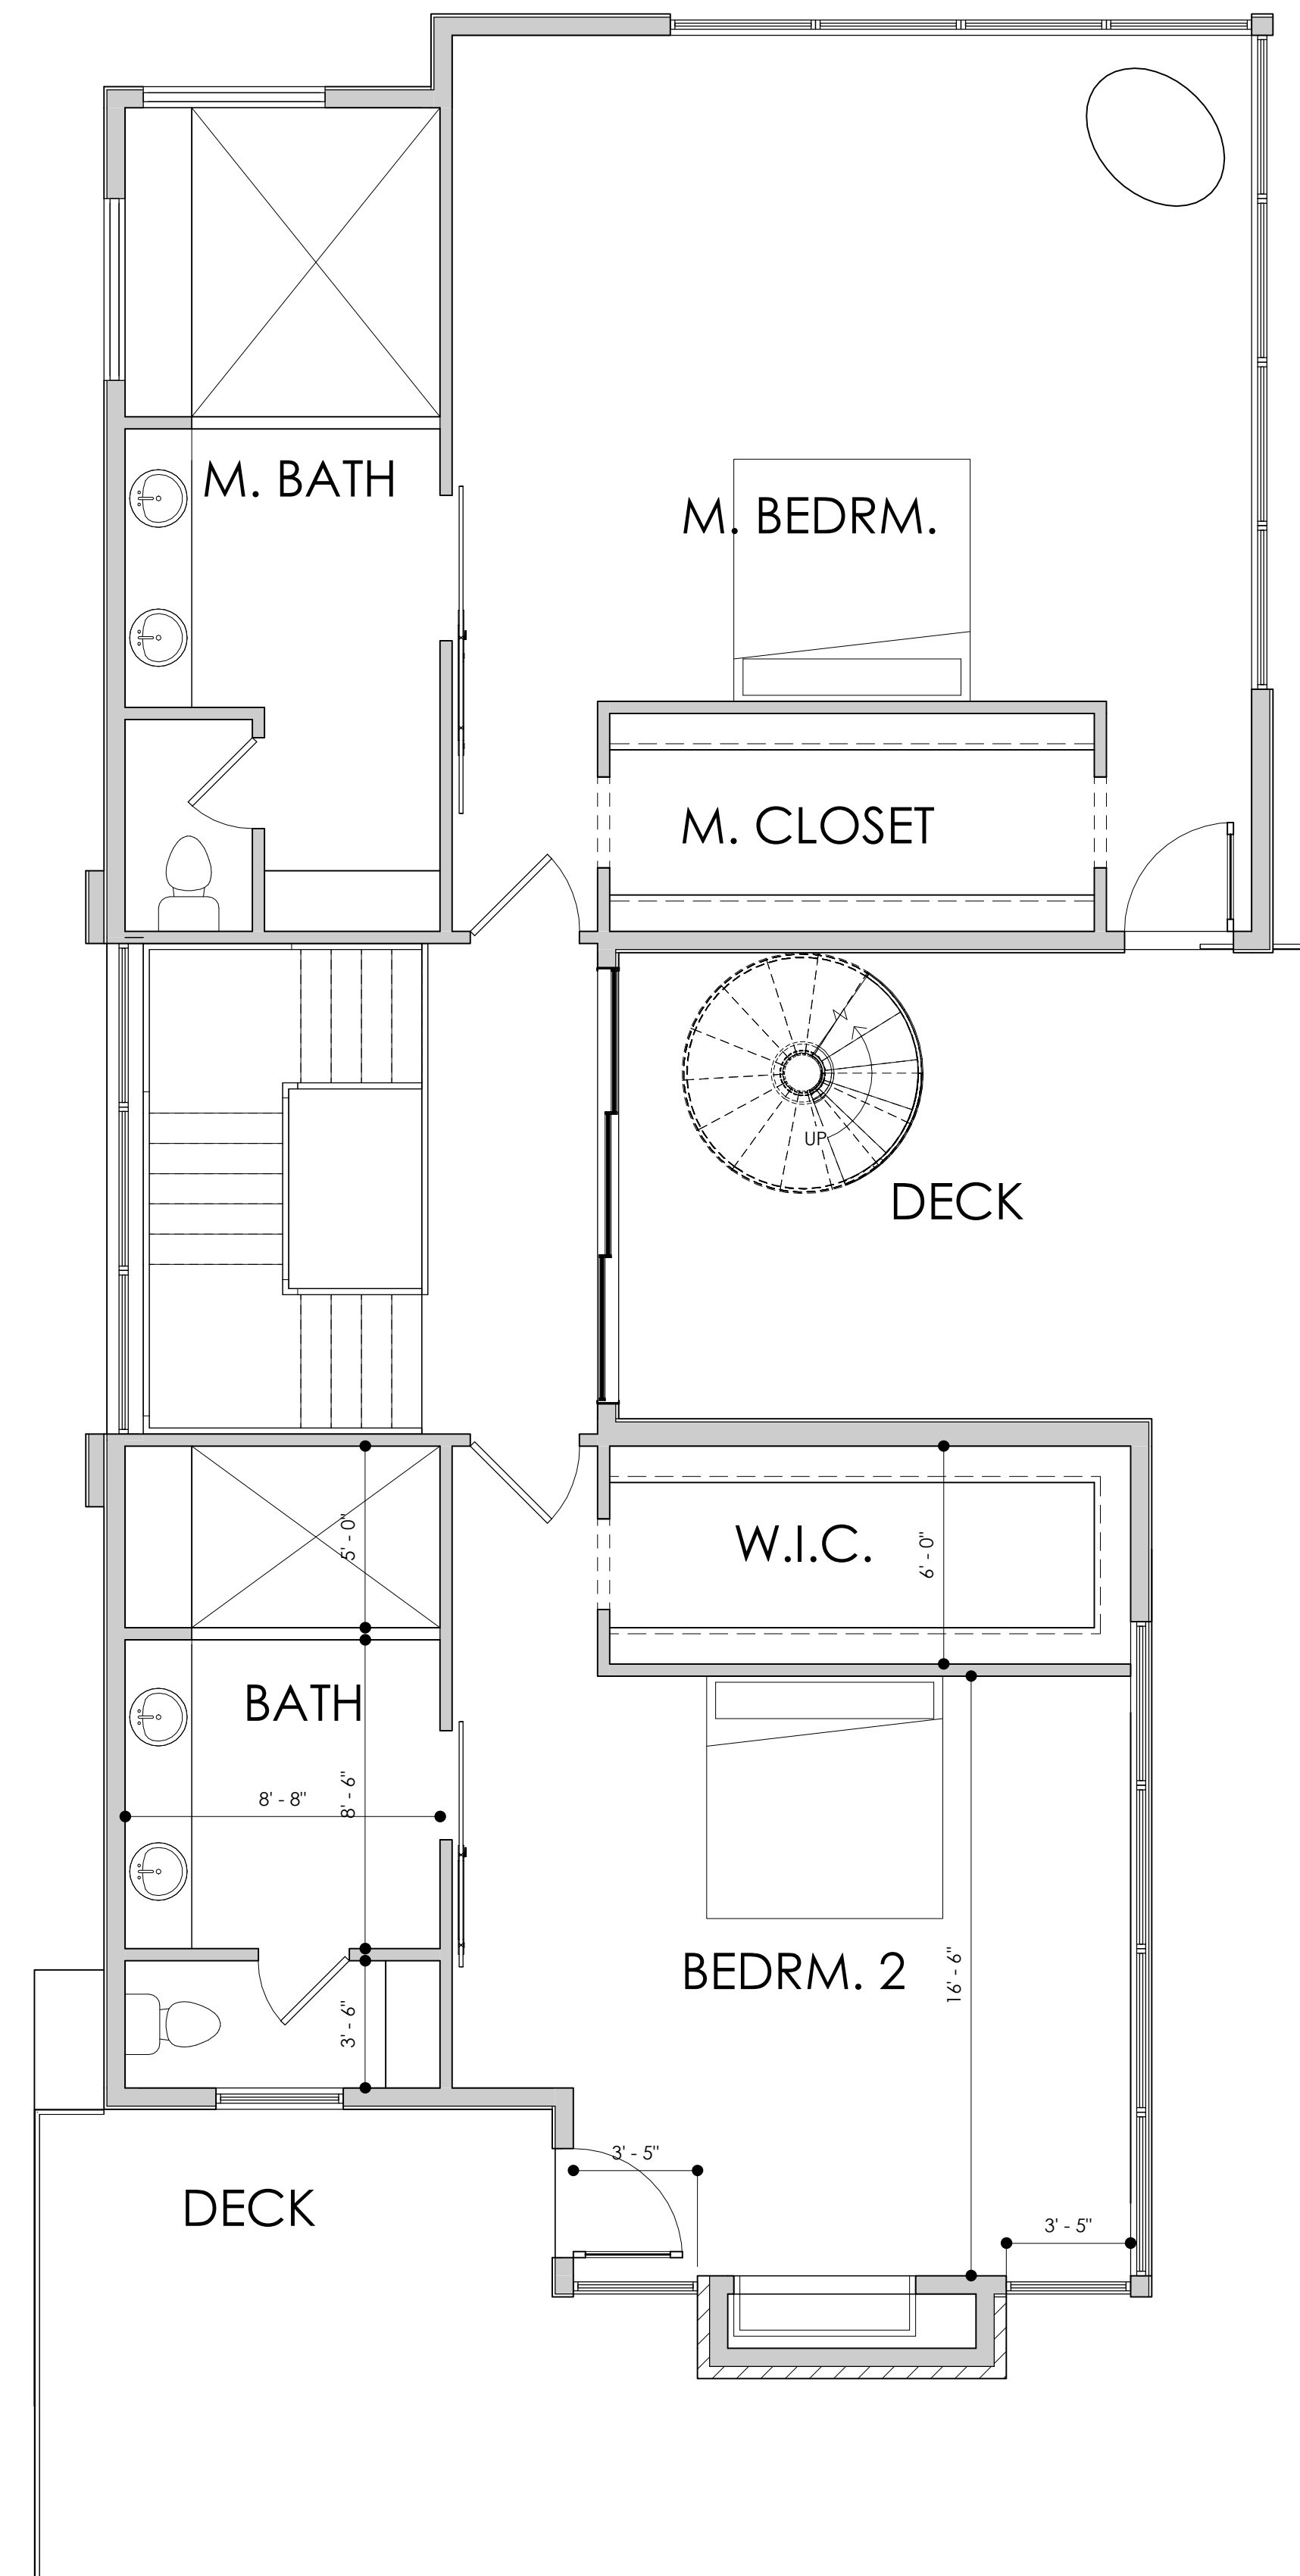 M. BATH
M. BEDRM.
M. CLOSET
UP
DECK
5' - 0"
W.I.C.
6' - 0"
BATH
8' - 8"
8' - 6"
BEDRM. 2
16' - 6"
3' - 6"
3' - 5"
DECK
3' - 5"